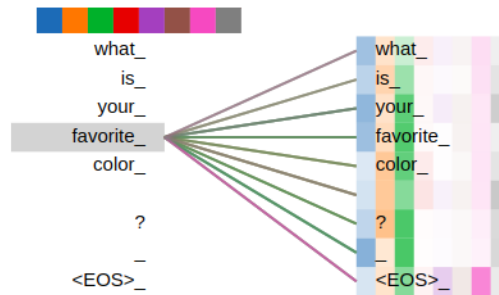 what_ what_
is_ is_
your_ your_
favorite_ favorite_
color_ color_
? ?
_ _
<EOS>_ <EOS>_